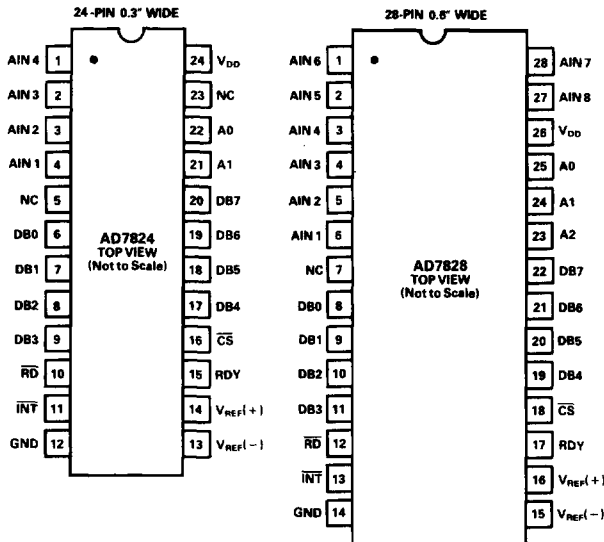 24-PIN 0.3" WIDE
AIN 4 1 24 VDD
AIN 3 2 23 NC
AIN 2 3 22 A0
AIN 1 4 21 A1
NC 5 20 DB7
DB0 6 19 DB6
DB1 7 18 DB5
DB2 8 17 DB4
DB3 9 16 C̅S̅
R̅D̅ 10 15 RDY
I̅N̅T̅ 11 14 VREF(+)
GND 12 13 VREF(−)
AD7824
TOP VIEW
(Not to Scale)
28-PIN 0.6" WIDE
AIN 6 1 28 AIN 7
AIN 5 2 27 AIN 8
AIN 4 3 26 VDD
AIN 3 4 25 A0
AIN 2 5 24 A1
AIN 1 6 23 A2
NC 7 22 DB7
DB0 8 21 DB6
DB1 9 20 DB5
DB2 10 19 DB4
DB3 11 18 C̅S̅
R̅D̅ 12 17 RDY
I̅N̅T̅ 13 16 VREF(+)
GND 14 15 VREF(−)
AD7828
TOP VIEW
(Not to Scale)